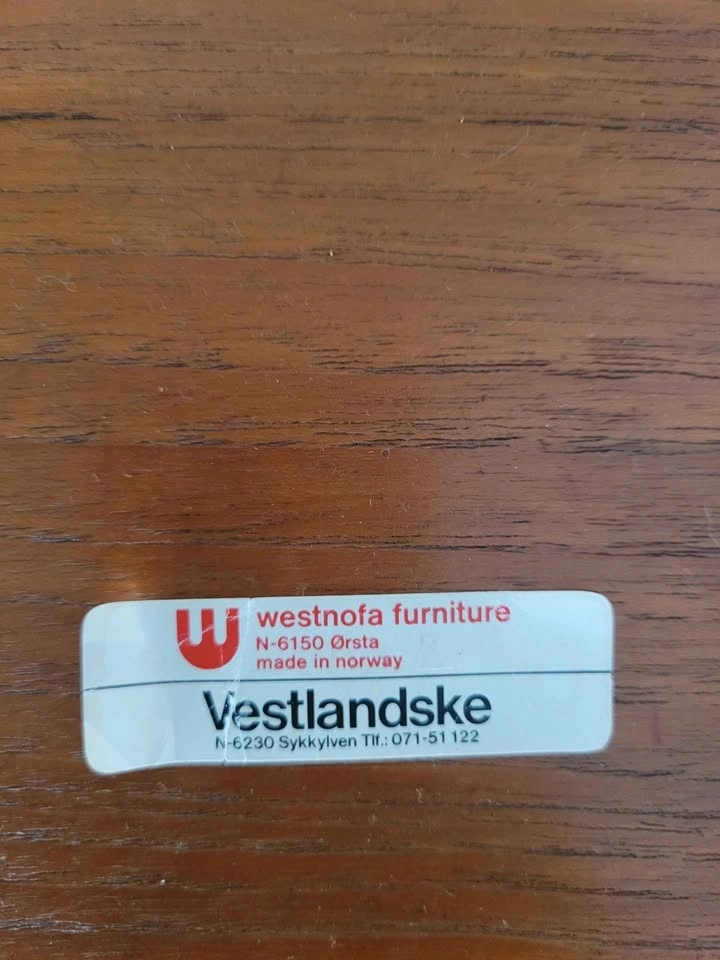 westnofa furniture
N-6150 Ørsta
made in norway
Vestlandske
N-6230 Sykkylven Tlf.: 071-51 122